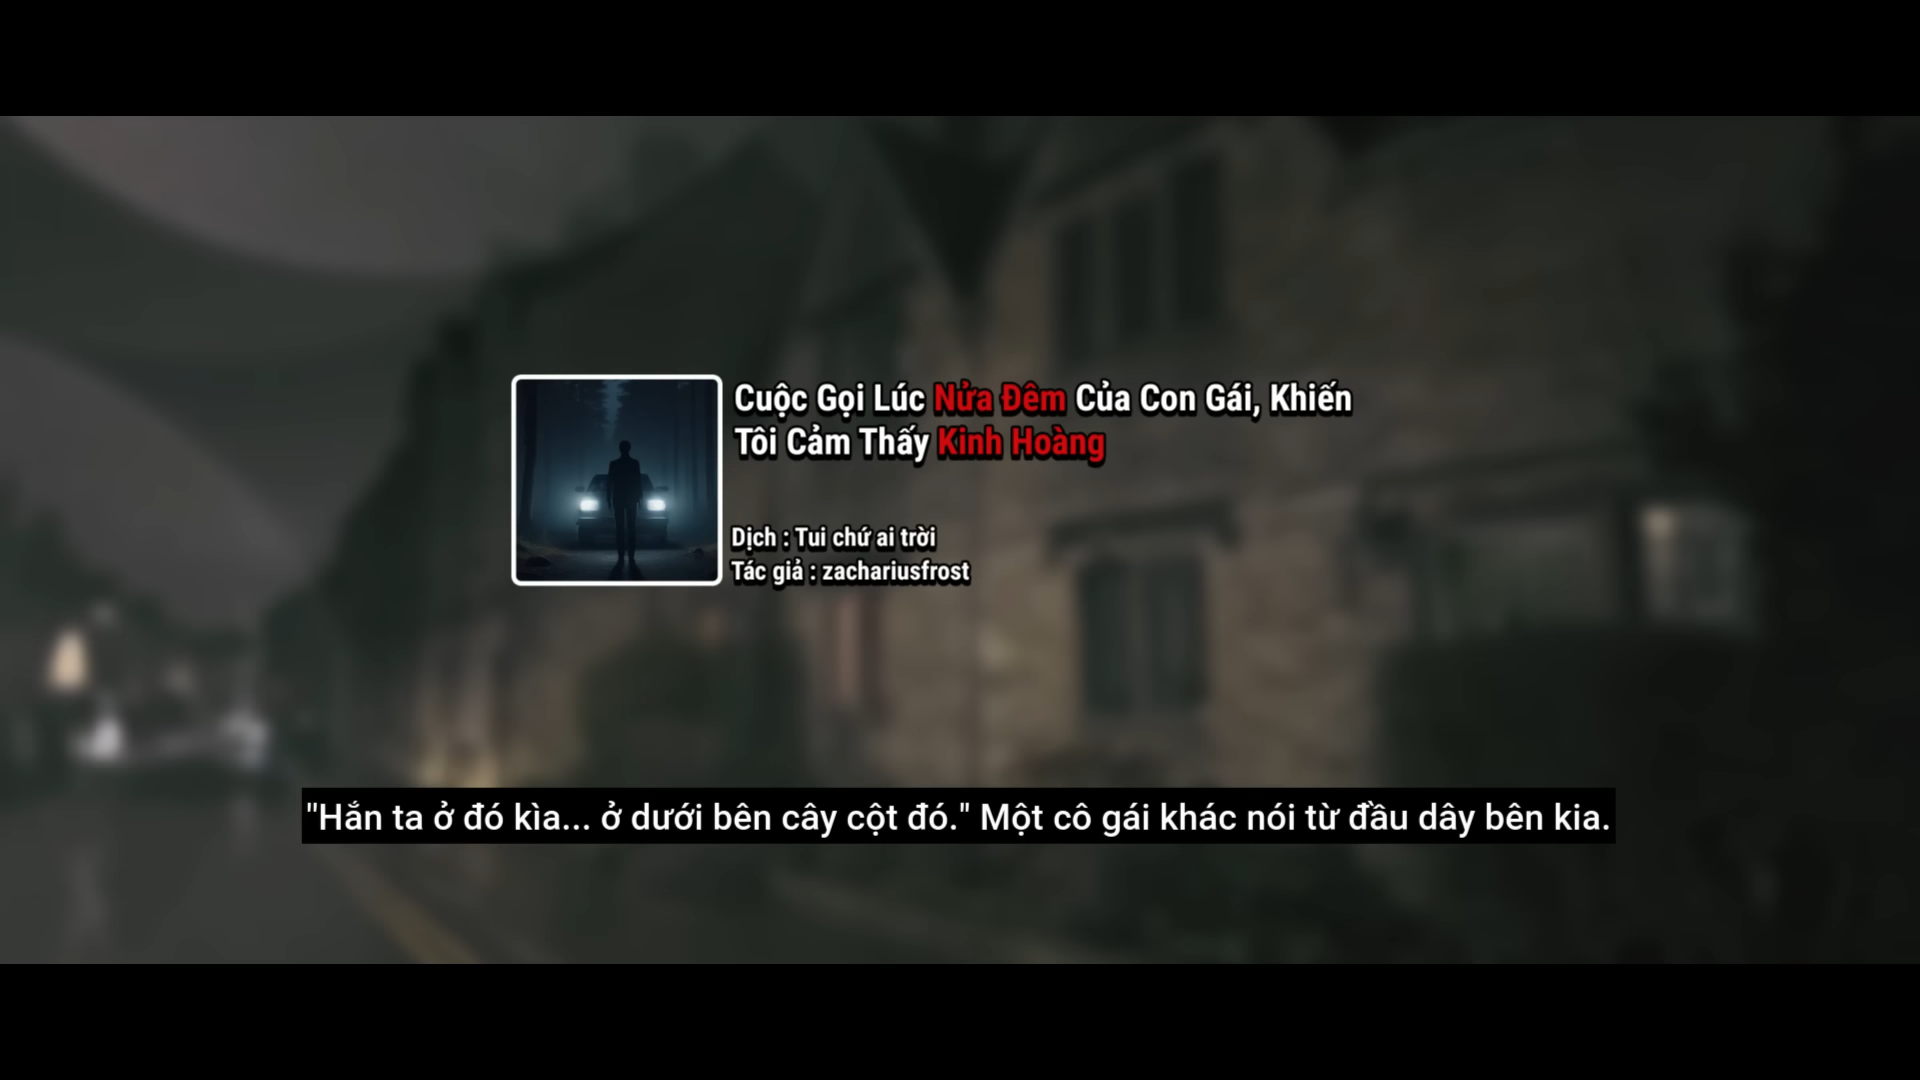 Cuộc Gọi Lúc Nửa Đêm Của Con Gái, Khiến
Tôi Cảm Thấy Kinh Hoàng
Dịch : Tui chứ ai trời
Tác giả : zachariusfrost
"Hắn ta ở đó kìa... ở dưới bên cây cột đó." Một cô gái khác nói từ đầu dây bên kia.